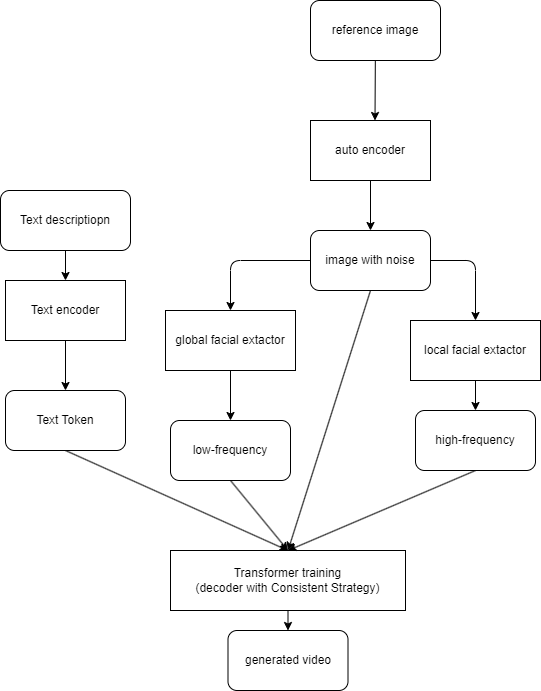 reference image
auto encoder
Text descriptiopn
image with noise
Text encoder
global facial extactor
local facial extactor
Text Token
low-frequency
high-frequency
Transformer training
(decoder with Consistent Strategy)
generated video